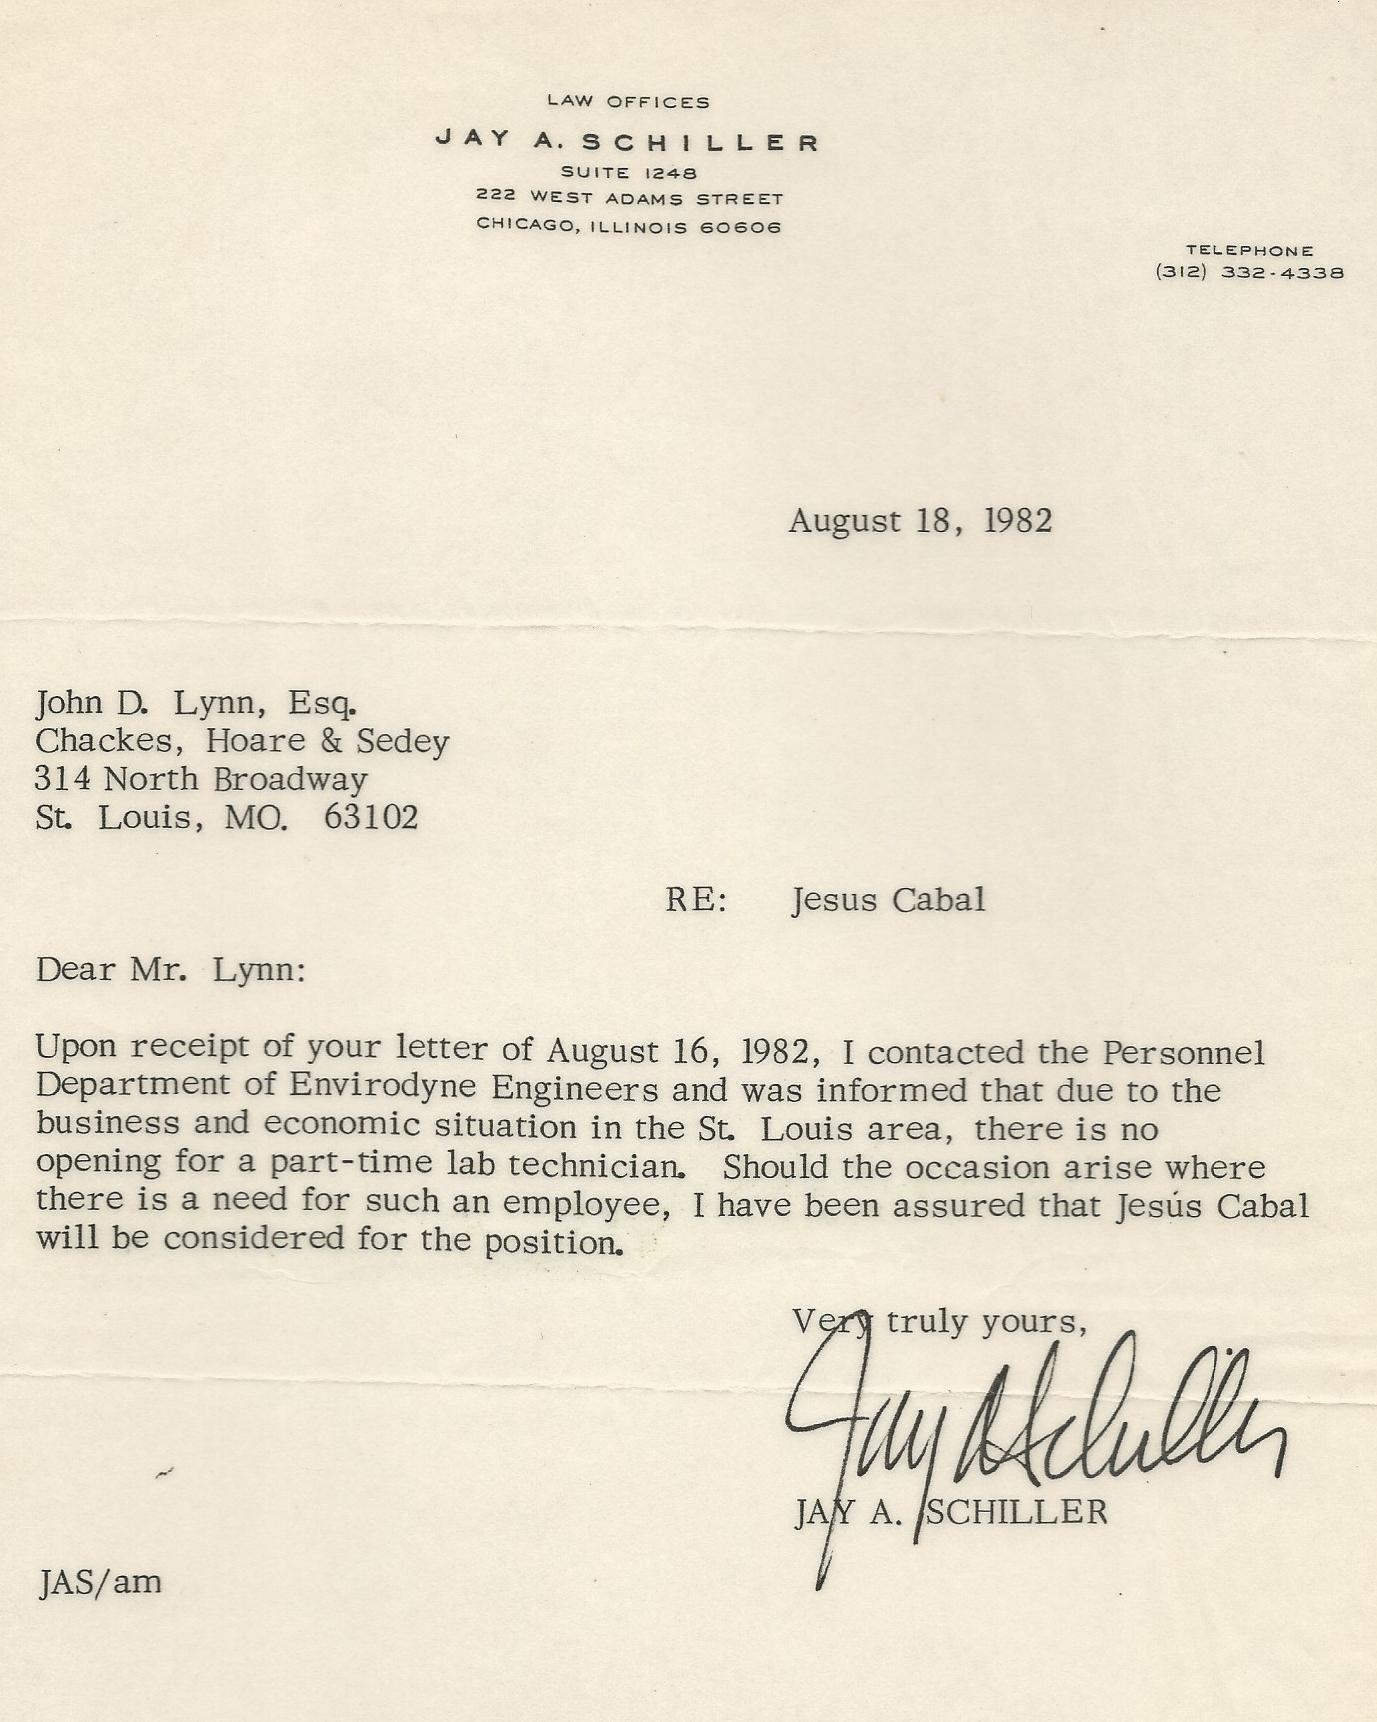 LAW OFFICES
JAY A. SCHILLER
SUITE 1248
222 WEST ADAMS STREET
CHICAGO, ILLINOIS 60606
TELEPHONE
(312) 332-4338
August 18, 1982
John D. Lynn, Esq.
Chackes, Hoare & Sedey
314 North Broadway
St. Louis, MO. 63102
RE: Jesus Cabal
Dear Mr. Lynn:
Upon receipt of your letter of August 16, 1982, I contacted the Personnel
Department of Envirodyne Engineers and was informed that due to the
business and economic situation in the St. Louis area, there is no
opening for a part-time lab technician. Should the occasion arise where
there is a need for such an employee, I have been assured that Jesús Cabal
will be considered for the position.
Very truly yours,
Jay A Schiller
JAY A. SCHILLER
JAS/am